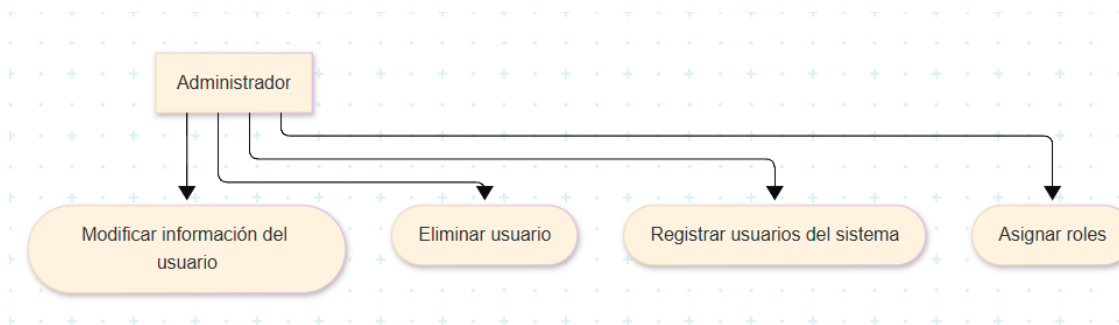 Administrador
Modificar información del
usuario
Eliminar usuario
Registrar usuarios del sistema
Asignar roles